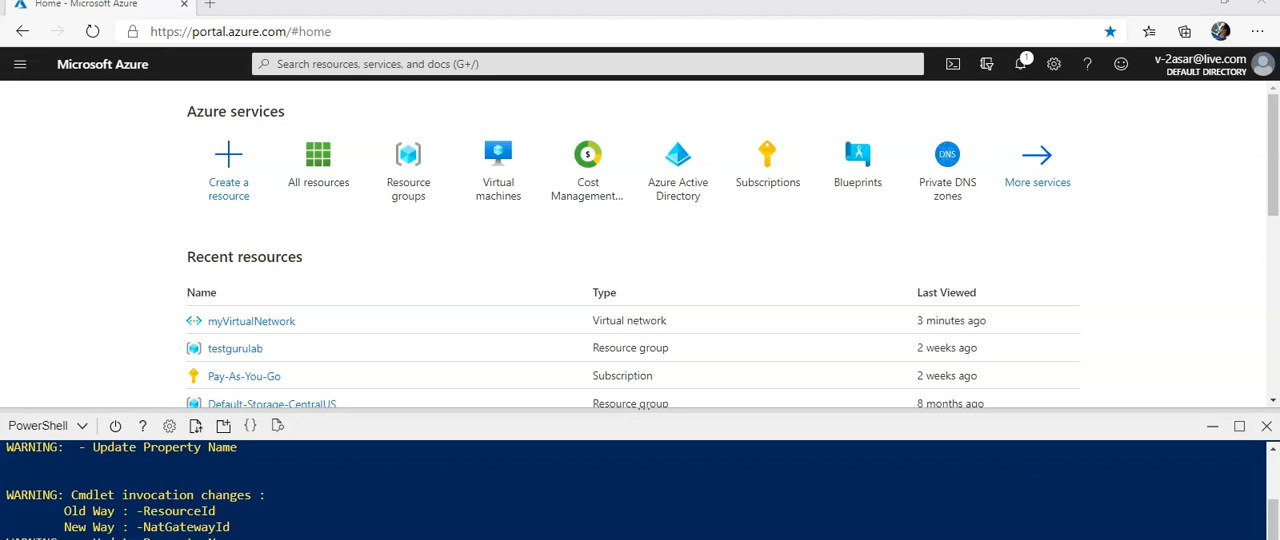 Home - Microsoft Azure
https://portal.azure.com/#home
Microsoft Azure
Search resources, services, and docs (G+/)
1
v-2asar@live.com
DEFAULT DIRECTORY
Azure services
Create a resource
All resources
Resource groups
Virtual machines
Cost Management...
Azure Active Directory
Subscriptions
Blueprints
DNS
Private DNS zones
More services
Recent resources
Name Type Last Viewed
myVirtualNetwork Virtual network 3 minutes ago
testgurulab Resource group 2 weeks ago
Pay-As-You-Go Subscription 2 weeks ago
Default-Storage-CentralUS Resource group 8 months ago
PowerShell
WARNING:  - Update Property Name
WARNING: Cmdlet invocation changes :
Old Way : -ResourceId
New Way : -NatGatewayId